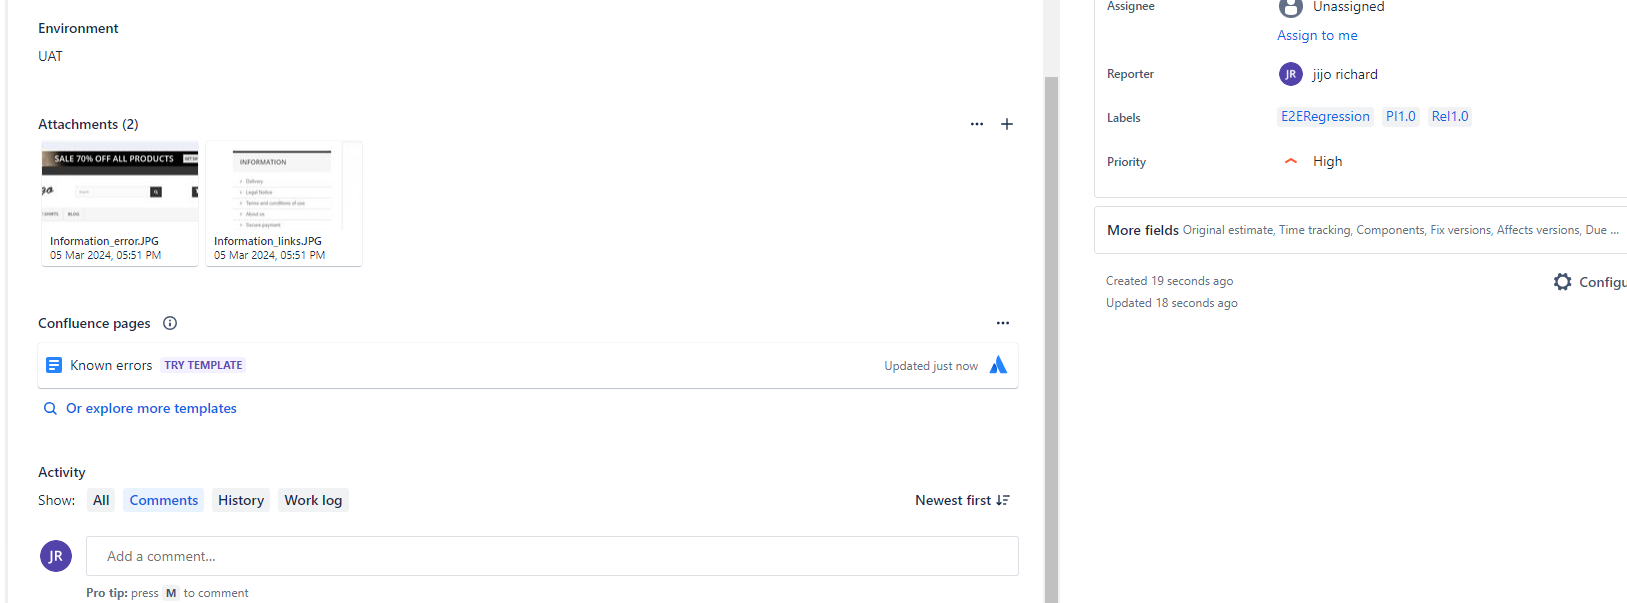 Environment
UAT
Attachments (2)
SALE 70% OFF ALL PRODUCTS
BLOG
Information_error.JPG
05 Mar 2024, 05:51 PM
INFORMATION
Delivery
Legal Notice
Terms and conditions of use
About us
Secure payment
Information_links.JPG
05 Mar 2024, 05:51 PM
Confluence pages
Known errors TRY TEMPLATE Updated just now
Or explore more templates
Activity
Show: All Comments History Work log Newest first
JR Add a comment...
Pro tip: press M to comment
Assignee Unassigned
Assign to me
Reporter JR jijo richard
Labels E2ERegression PI1.0 Rel1.0
Priority High
More fields Original estimate, Time tracking, Components, Fix versions, Affects versions, Due ...
Created 19 seconds ago Configu
Updated 18 seconds ago